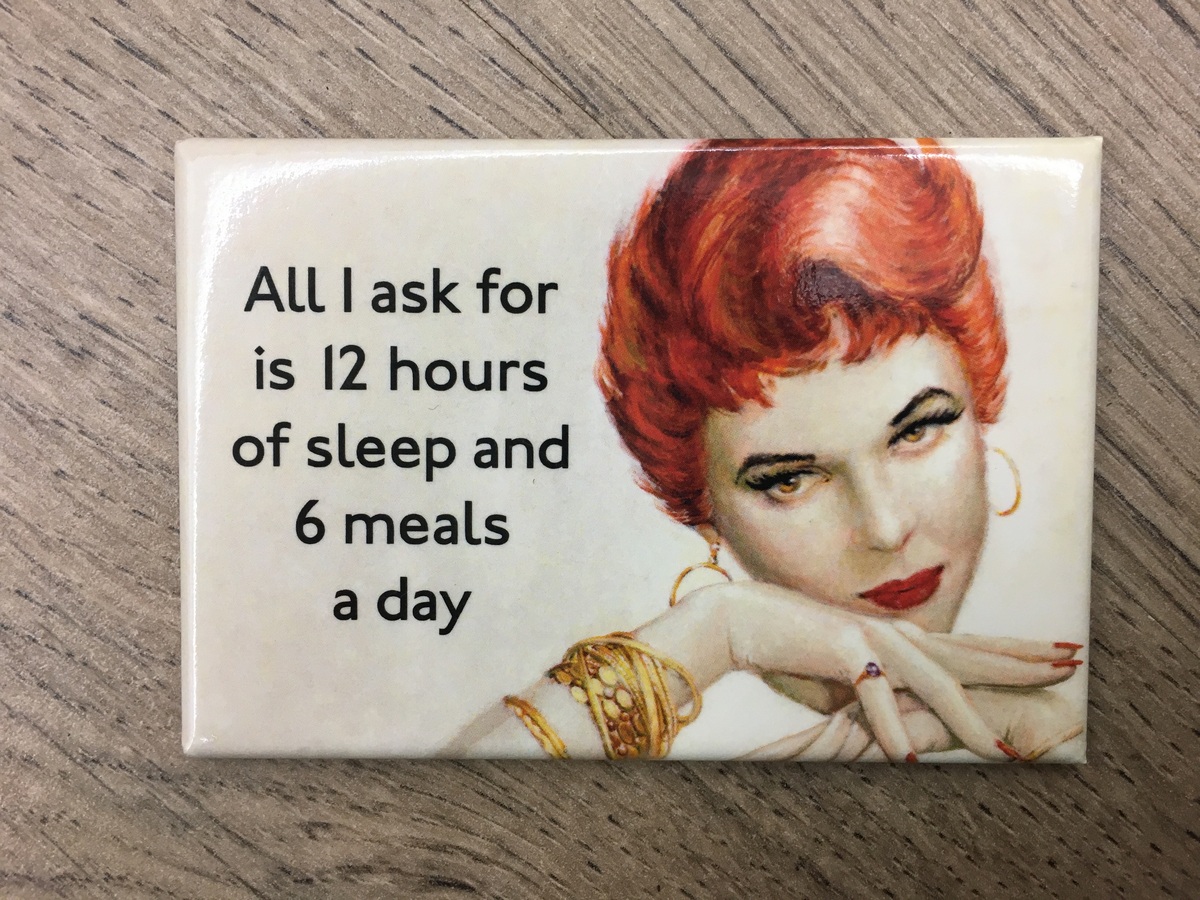 All I ask for
is 12 hours
of sleep and
6 meals
a day